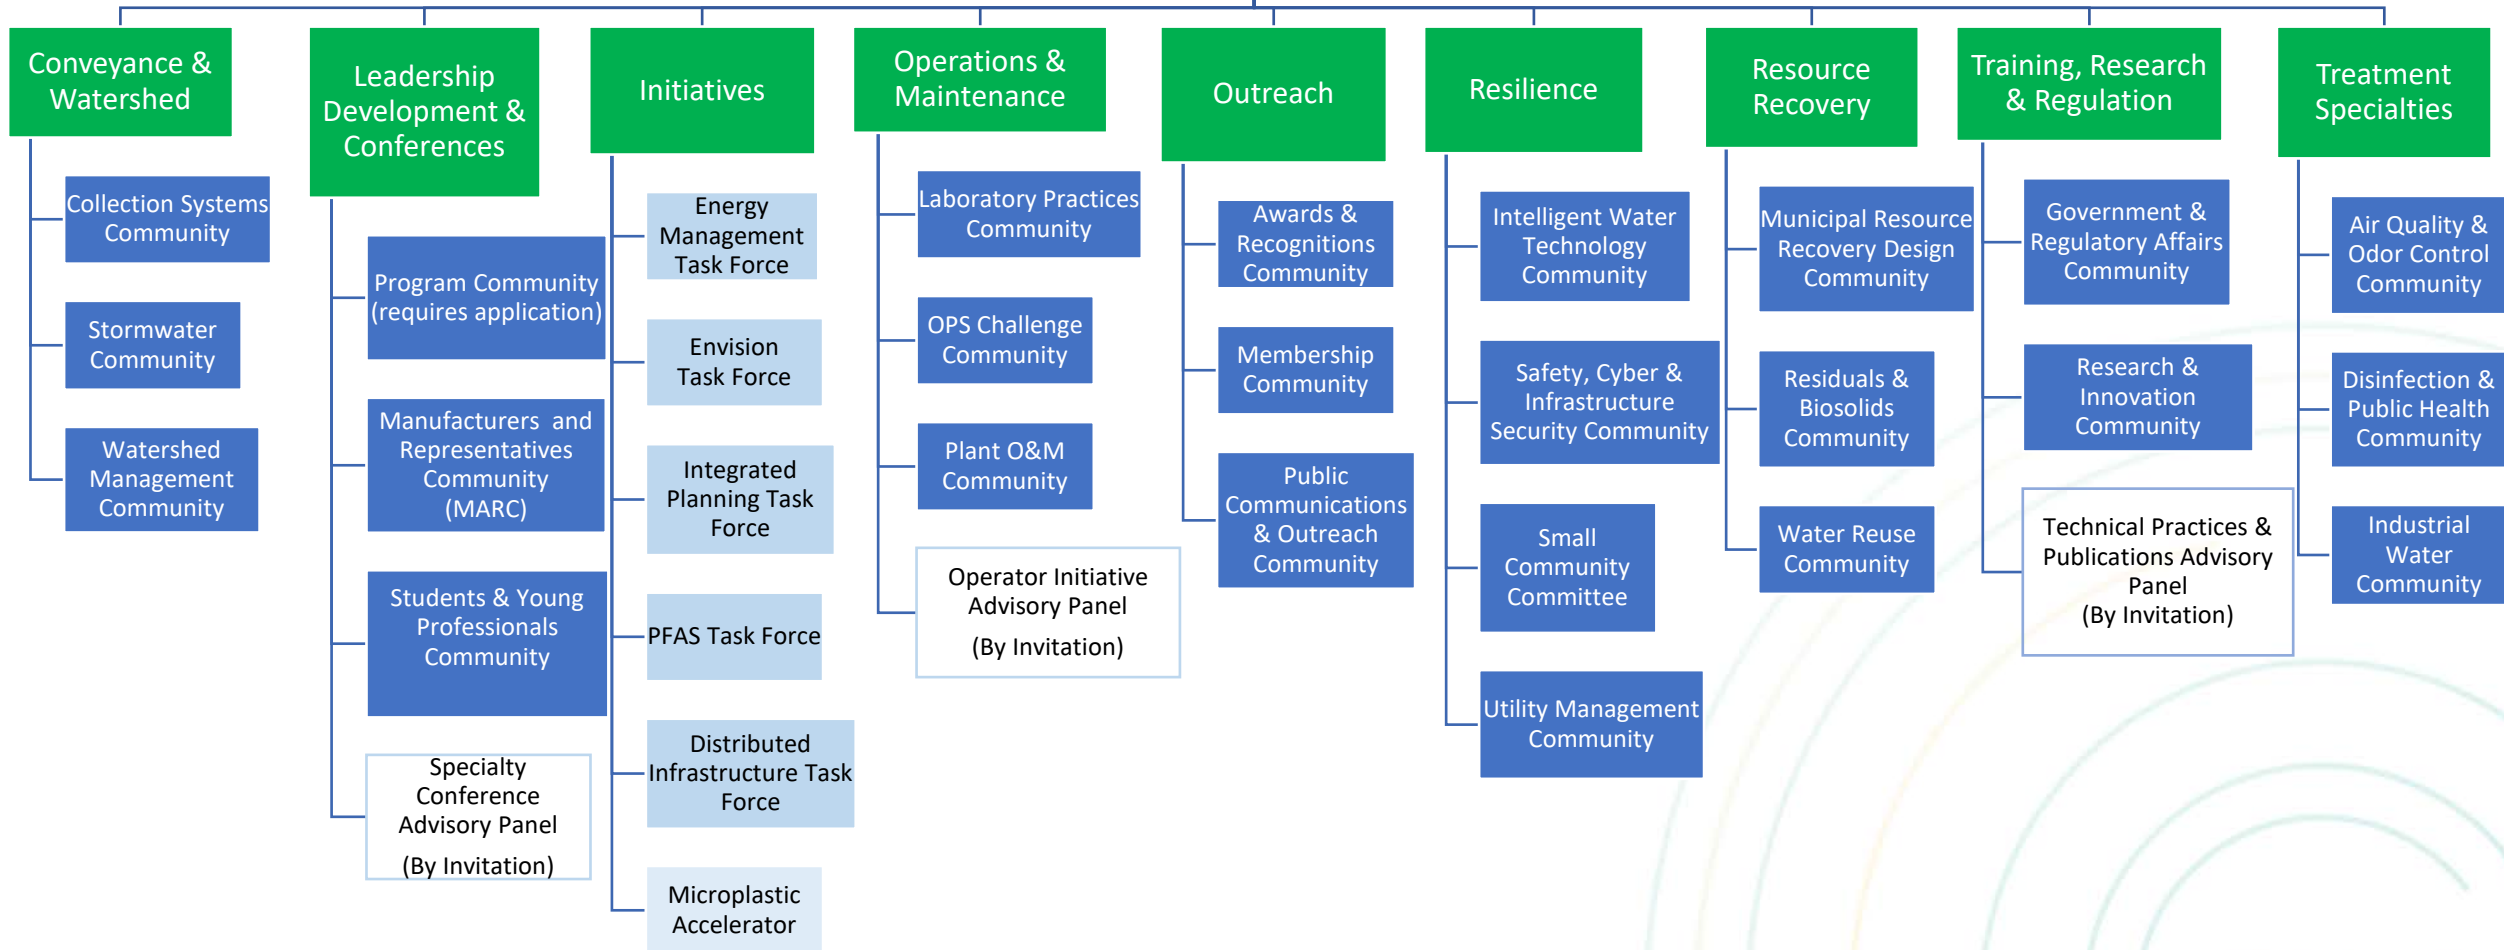 Conveyance &
Watershed
Collection Systems
Community
Stormwater
Community
Watershed
Management
Community
Leadership
Development &
Conferences
Program Community
(requires application)
Manufacturers and
Representatives
Community
(MARC)
Students & Young
Professionals
Community
Specialty
Conference
Advisory Panel
(By Invitation)
Initiatives
Energy
Management
Task Force
Envision
Task Force
Integrated
Planning Task
Force
PFAS Task Force
Distributed
Infrastructure Task
Force
Microplastic
Accelerator
Operations &
Maintenance
Laboratory Practices
Community
OPS Challenge
Community
Plant O&M
Community
Operator Initiative
Advisory Panel
(By Invitation)
Outreach
Awards &
Recognitions
Community
Membership
Community
Public
Communications
& Outreach
Community
Resilience
Intelligent Water
Technology
Community
Safety, Cyber &
Infrastructure
Security Community
Small
Community
Committee
Utility Management
Community
Resource
Recovery
Municipal Resource
Recovery Design
Community
Residuals &
Biosolids
Community
Water Reuse
Community
Training, Research
& Regulation
Government &
Regulatory Affairs
Community
Research &
Innovation
Community
Technical Practices &
Publications Advisory
Panel
(By Invitation)
Treatment
Specialties
Air Quality &
Odor Control
Community
Disinfection &
Public Health
Community
Industrial
Water
Community